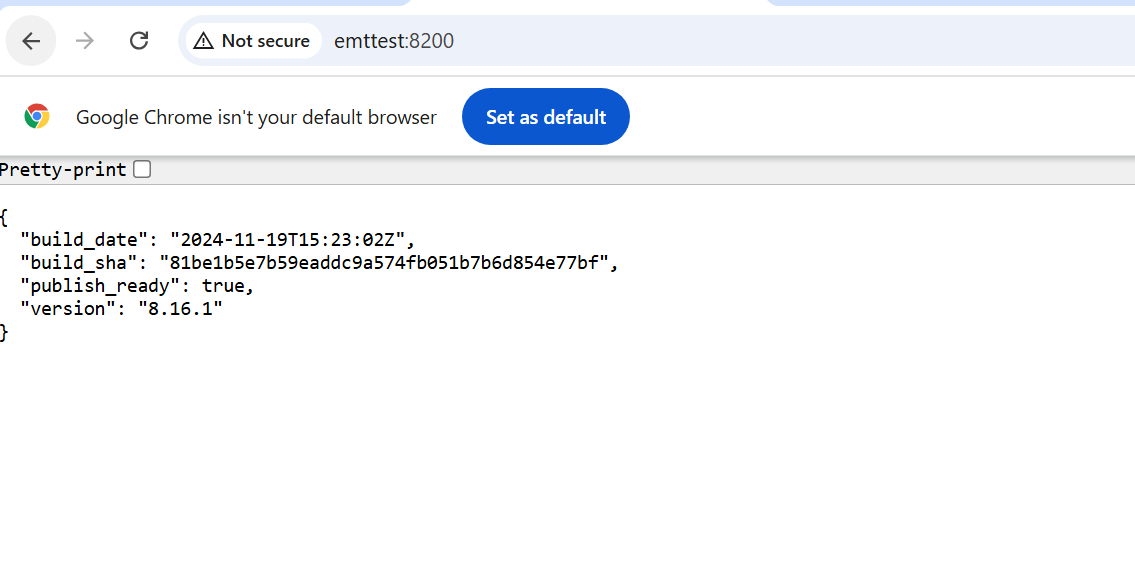 Not secure emttest:8200
Google Chrome isn't your default browser Set as default
Pretty-print
{
"build_date": "2024-11-19T15:23:02Z",
"build_sha": "81be1b5e7b59eaddc9a574fb051b7b6d854e77bf",
"publish_ready": true,
"version": "8.16.1"
}